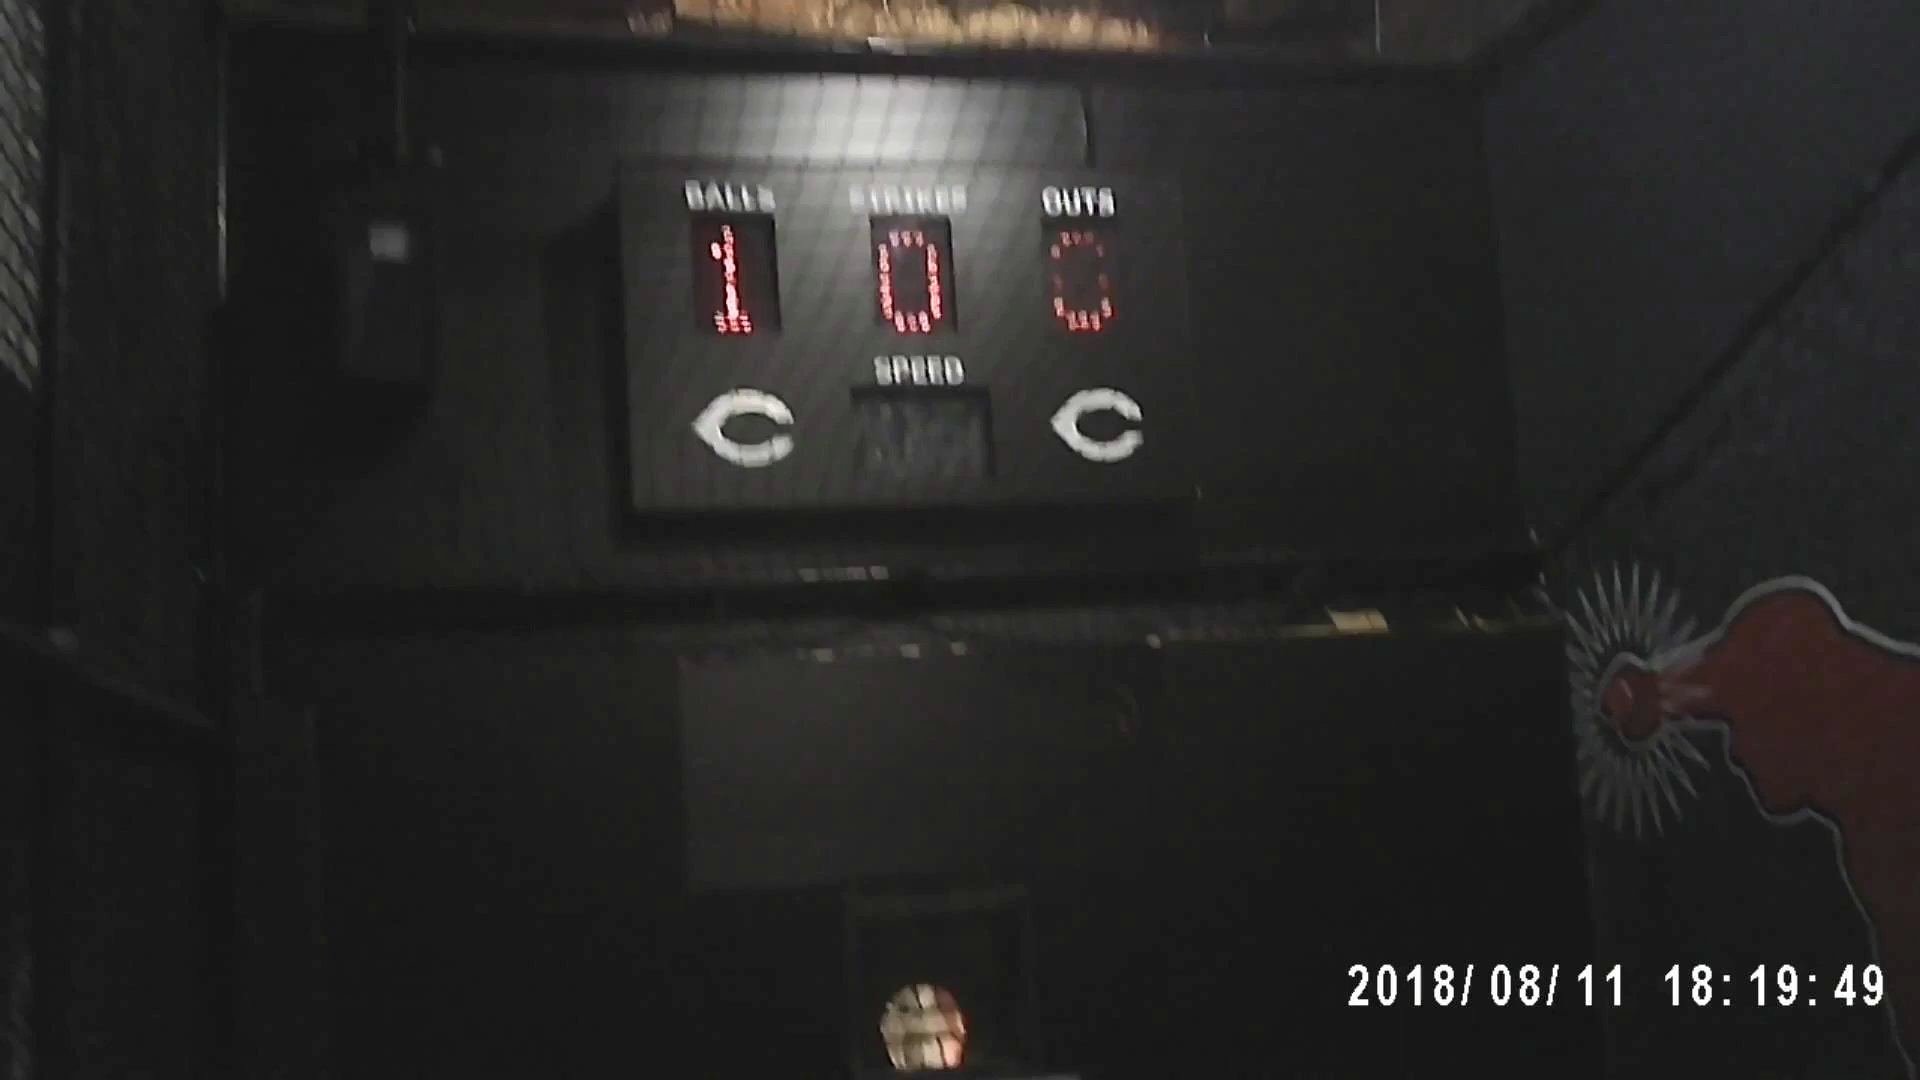 BALLS STRIKES OUTS
1 0 0
SPEED
C C
2018/08/11 18:19:49